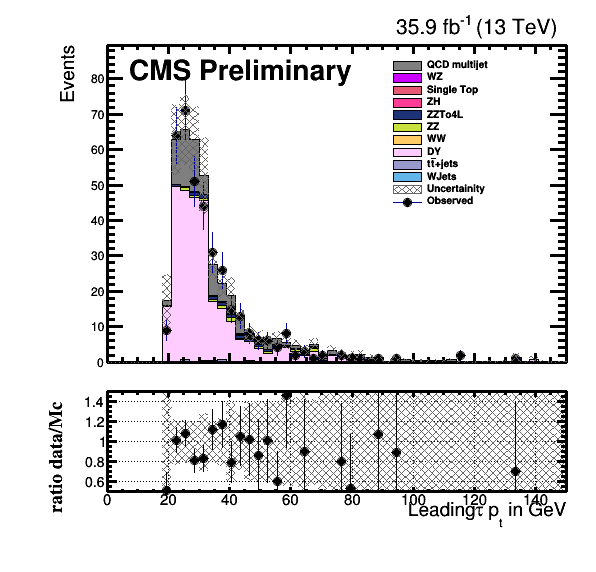 35.9 fb⁻¹ (13 TeV)
CMS Preliminary
Events
80
70
60
50
40
30
20
10
0
QCD multijet
WZ
Single Top
ZH
ZZTo4L
ZZ
WW
DY
tt̄+jets
WJets
Uncertainity
Observed
ratio data/Mc
1.4
1.2
1
0.8
0.6
0 20 40 60 80 100 120 140
Leadingτ pₜ in GeV